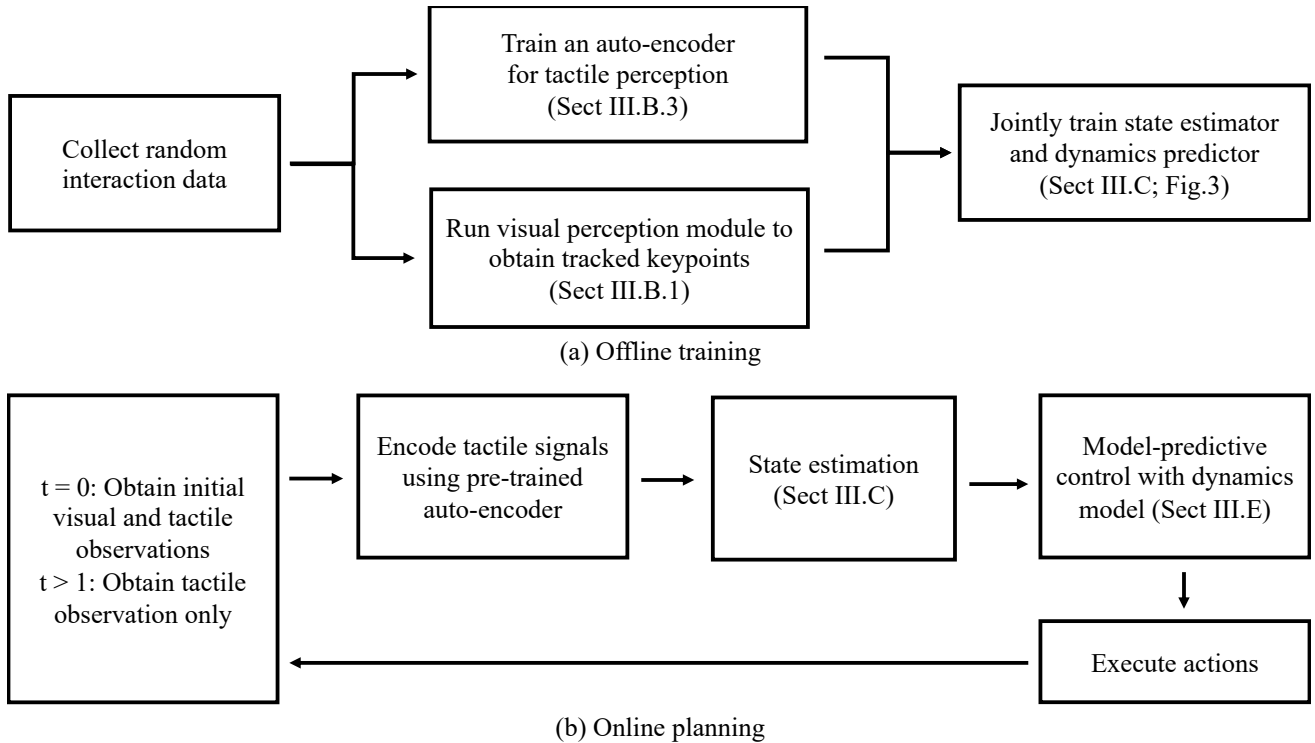 Collect random
interaction data
Train an auto-encoder
for tactile perception
(Sect III.B.3)
Run visual perception module to
obtain tracked keypoints
(Sect III.B.1)
Jointly train state estimator
and dynamics predictor
(Sect III.C; Fig.3)
(a) Offline training
t = 0: Obtain initial
visual and tactile
observations
t > 1: Obtain tactile
observation only
Encode tactile signals
using pre-trained
auto-encoder
State estimation
(Sect III.C)
Model-predictive
control with dynamics
model (Sect III.E)
Execute actions
(b) Online planning